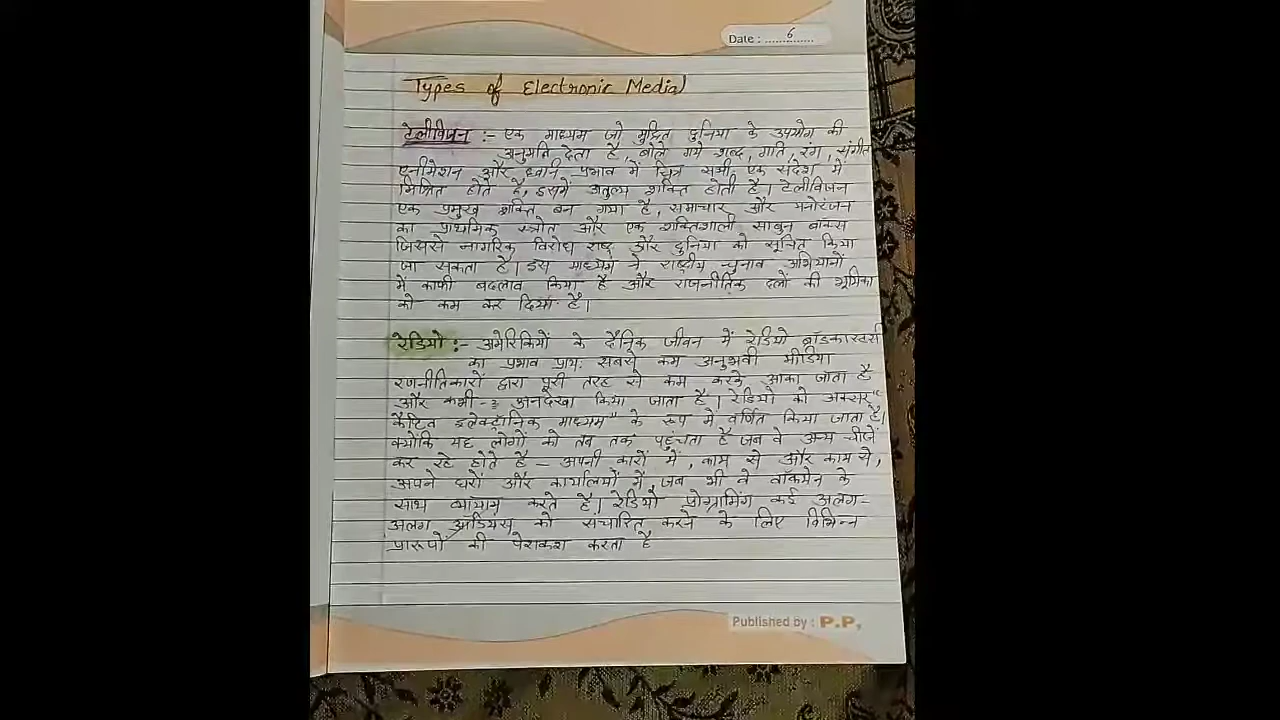 Date : ......6......
Types of Electronic Media
टेलीविजन :- एक माध्यम जो मुद्रित दुनिया के उपयोग की
अनुमति देता है, बोले गये शब्द, गति, रंग, संगीत
एनीमेशन और ध्वनि प्रभाव में चित्र सभी एक संदेश में
मिश्रित होते है, इसमें अतुल्य शक्ति होती है। टेलीविजन
एक प्रमुख शक्ति बन गया है, समाचार और मनोरंजन
का प्राथमिक स्त्रोत और एक शक्तिशाली साबुन बॉक्स
जिससे नागरिक विरोध राष्ट्र और दुनिया को सूचित किया
जा सकता है। इस माध्यम ने राष्ट्रीय चुनाव अभियानों
में काफी बदलाव किया है और राजनीतिक दलों की भूमिका
को कम कर दिया है।
रेडियो :- अमेरिकियों के दैनिक जीवन में रेडियो ब्रॉडकास्टरों
का प्रभाव प्राय: सबसे कम अनुभवी मीडिया
रणनीतिकारों द्वारा पूरी तरह से कम करके आका जाता है
और कभी-२ अनदेखा किया जाता है। रेडियो को अक्सर "
कैटिव इलेक्ट्रॉनिक माध्यम" के रूप मे वर्णित किया जाता है।
क्योंकि यह लोगों को तब तक पहुंचता है जब वे अन्य चीजें
कर रहे होते है - अपनी कारों में, काम से और काम से,
अपने घरों और कार्यालयों में, जब भी वे वॉकमेन के
साथ व्यायाम करते है। रेडियो प्रोग्रामिंग कई अलग-
अलग ऑडियंस को संचारित करने के लिए विभिन्न
प्रारूपों की पेशकश करता है
Published by : P.P.